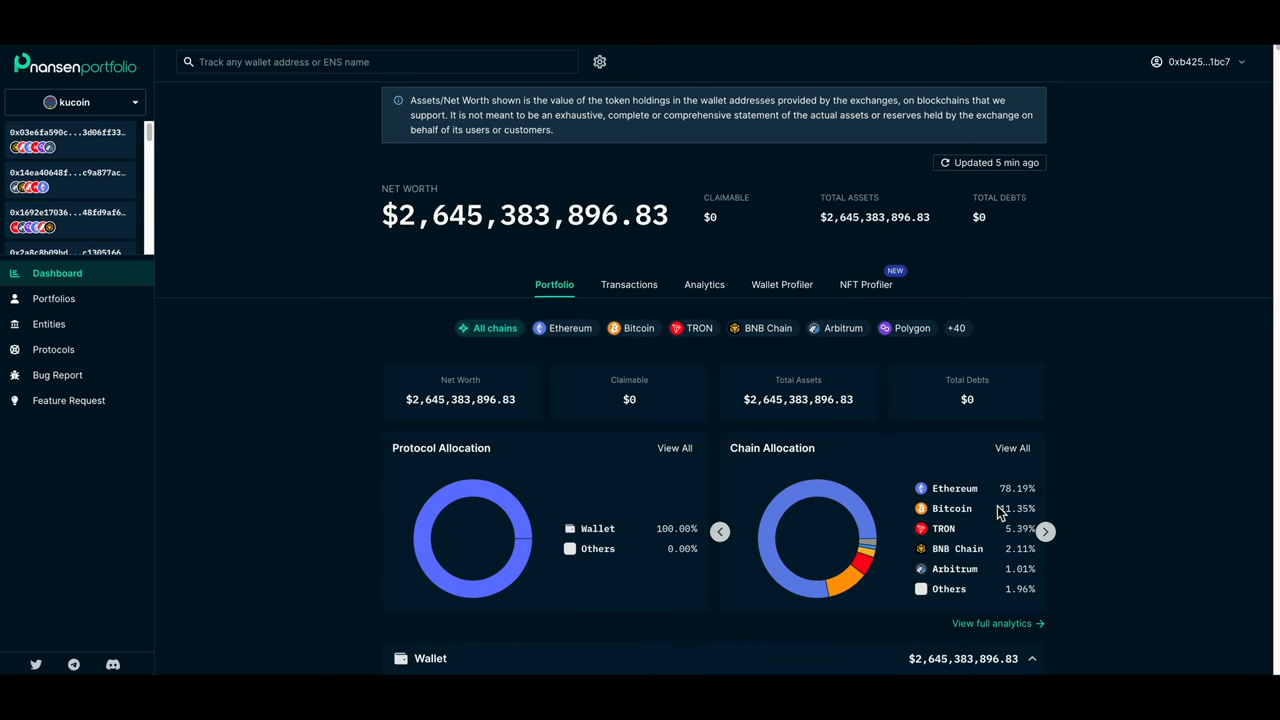 nansenportfolio
Track any wallet address or ENS name
0xb425...1bc7
kucoin
0x03e6fa590c...3d06ff33…
0x14ea40648f...c9a877ac…
0x1692e17036...48fd9af6…
Assets/Net Worth shown is the value of the token holdings in the wallet addresses provided by the exchanges, on blockchains that we
support. It is not meant to be an exhaustive, complete or comprehensive statement of the actual assets or reserves held by the exchange on
behalf of its users or customers.
Updated 5 min ago
NET WORTH
$2,645,383,896.83
CLAIMABLE
$0
TOTAL ASSETS
$2,645,383,896.83
TOTAL DEBTS
$0
Dashboard
Portfolios
Entities
Protocols
Bug Report
Feature Request
NEW
Portfolio Transactions Analytics Wallet Profiler NFT Profiler
All chains Ethereum Bitcoin TRON BNB Chain Arbitrum Polygon +40
Net Worth
$2,645,383,896.83
Claimable
$0
Total Assets
$2,645,383,896.83
Total Debts
$0
Protocol Allocation View All
Wallet 100.00%
Others 0.00%
Chain Allocation View All
Ethereum 78.19%
Bitcoin 11.35%
TRON 5.39%
BNB Chain 2.11%
Arbitrum 1.01%
Others 1.96%
View full analytics
Wallet $2,645,383,896.83